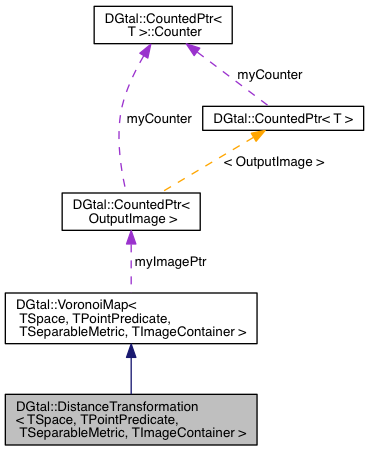 DGtal::CountedPtr<
T >::Counter
myCounter
DGtal::CountedPtr< T >
myCounter
< OutputImage >
DGtal::CountedPtr<
OutputImage >
myImagePtr
DGtal::VoronoiMap<
TSpace, TPointPredicate,
TSeparableMetric, TImageContainer >
DGtal::DistanceTransformation
< TSpace, TPointPredicate,
TSeparableMetric, TImageContainer >